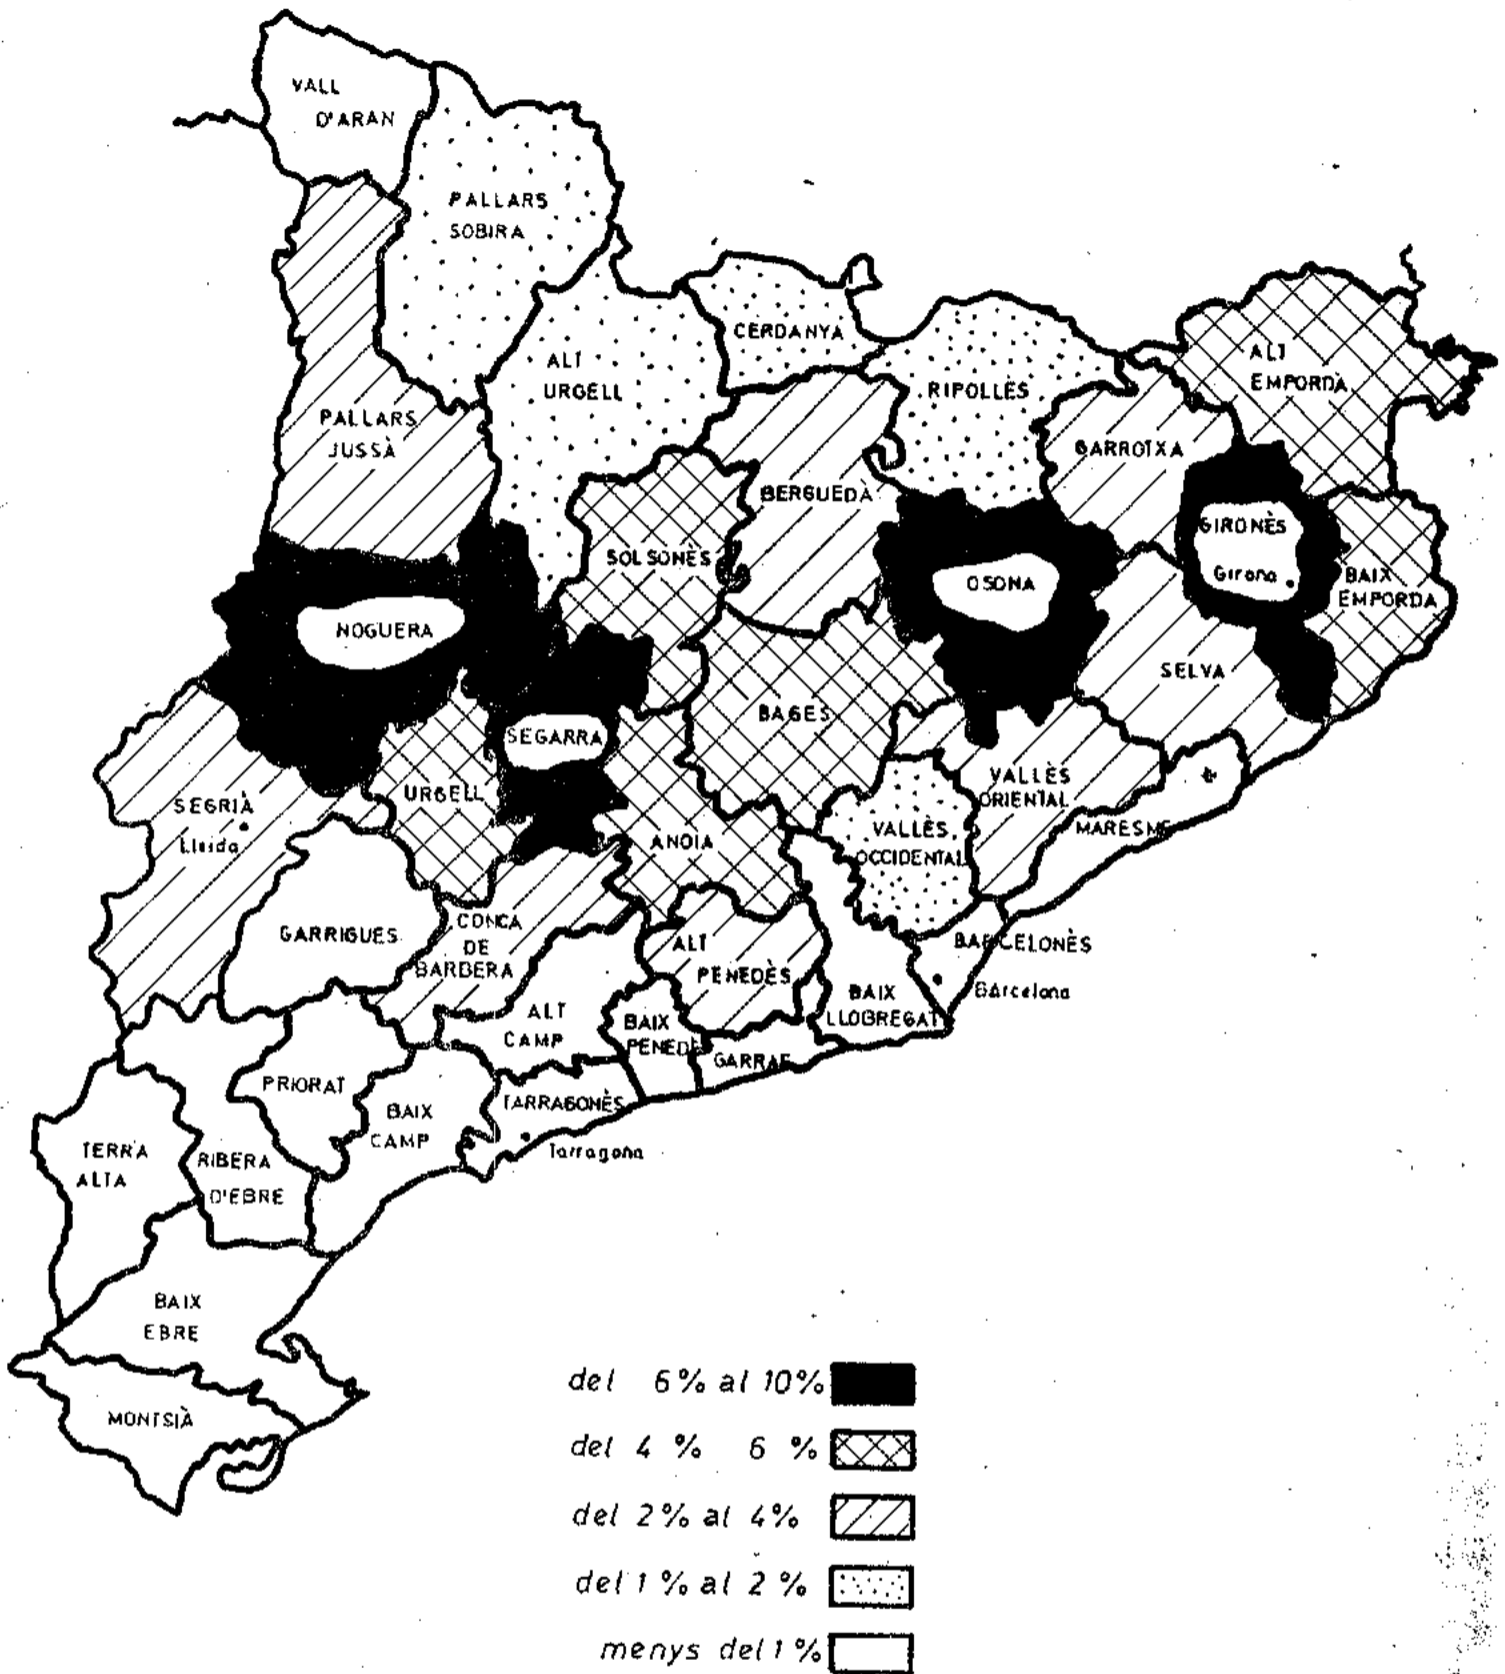 VALL
D'ARAN
PALLARS
SOBIRA
CERDANYA
ALT
URGELL
RIPOLLÈS
ALT
EMPORDÀ
PALLARS
JUSSÀ
GARROTXA
BERGUEDÀ
GIRONÈS
SOLSONÈS
OSONA
Girona
BAIX
EMPORDA
NOGUERA
SELVA
BAGES
SEGARRA
URGELL
VALLÈS
ORIENTAL
SEGRIÀ
Lleida
MARESME
VALLÈS
OCCIDENTAL
ANOIA
GARRIGUES
CONCA
DE
BARBERA
ALT
PENEDÈS
BARCELONÈS
Barcelona
BAIX
LLOBREGAT
ALT
CAMP
BAIX
PENEDÈ
GARRAF
PRIORAT
BAIX
CAMP
TARRAGONÈS
Tarragona
TERRA
ALTA
RIBERA
D'EBRE
BAIX
EBRE
MONTSIÀ
del 6% al 10%
del 4 % 6 %
del 2% al 4%
del 1 % al 2 %
menys del 1 %